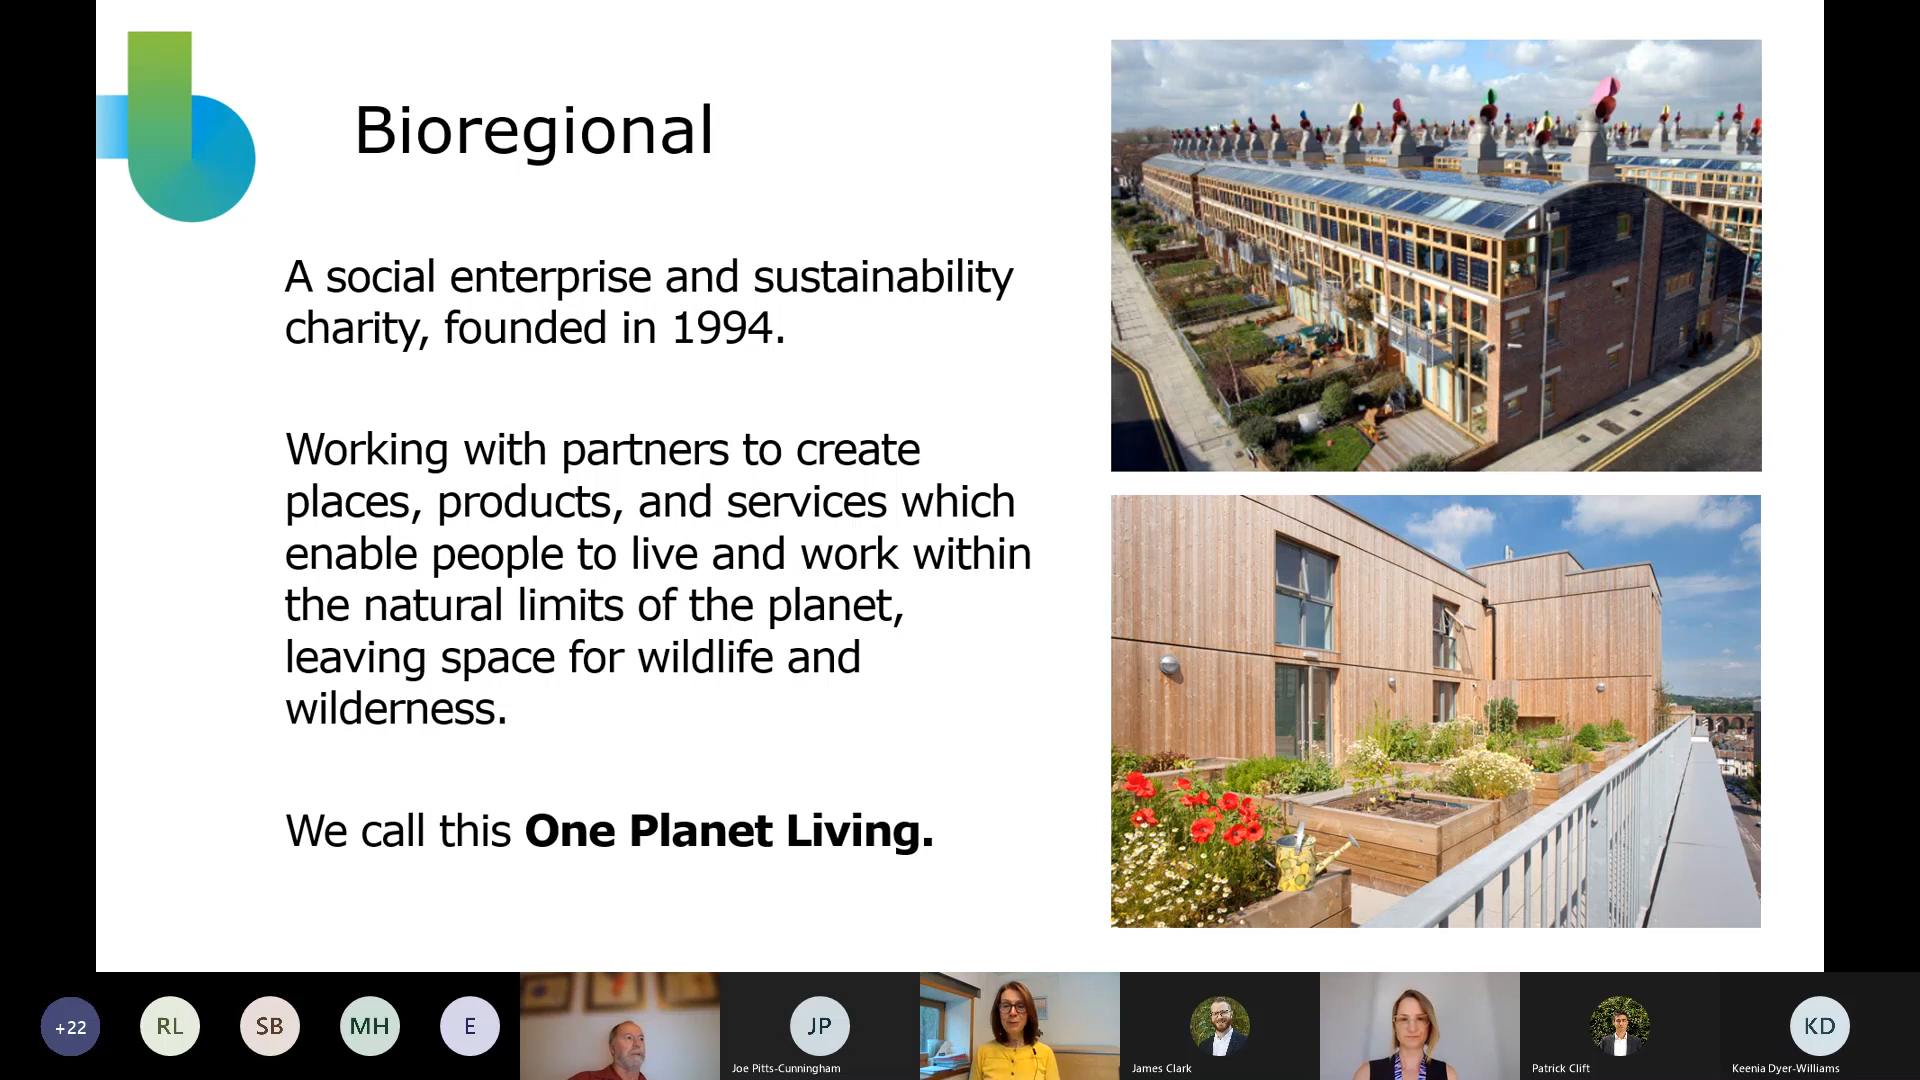 Bioregional
A social enterprise and sustainability
charity, founded in 1994.
Working with partners to create
places, products, and services which
enable people to live and work within
the natural limits of the planet,
leaving space for wildlife and
wilderness.
We call this One Planet Living.
+22
RL
SB
MH
E
JP
Joe Pitts-Cunningham
James Clark
Patrick Clift
KD
Keenia Dyer-Williams